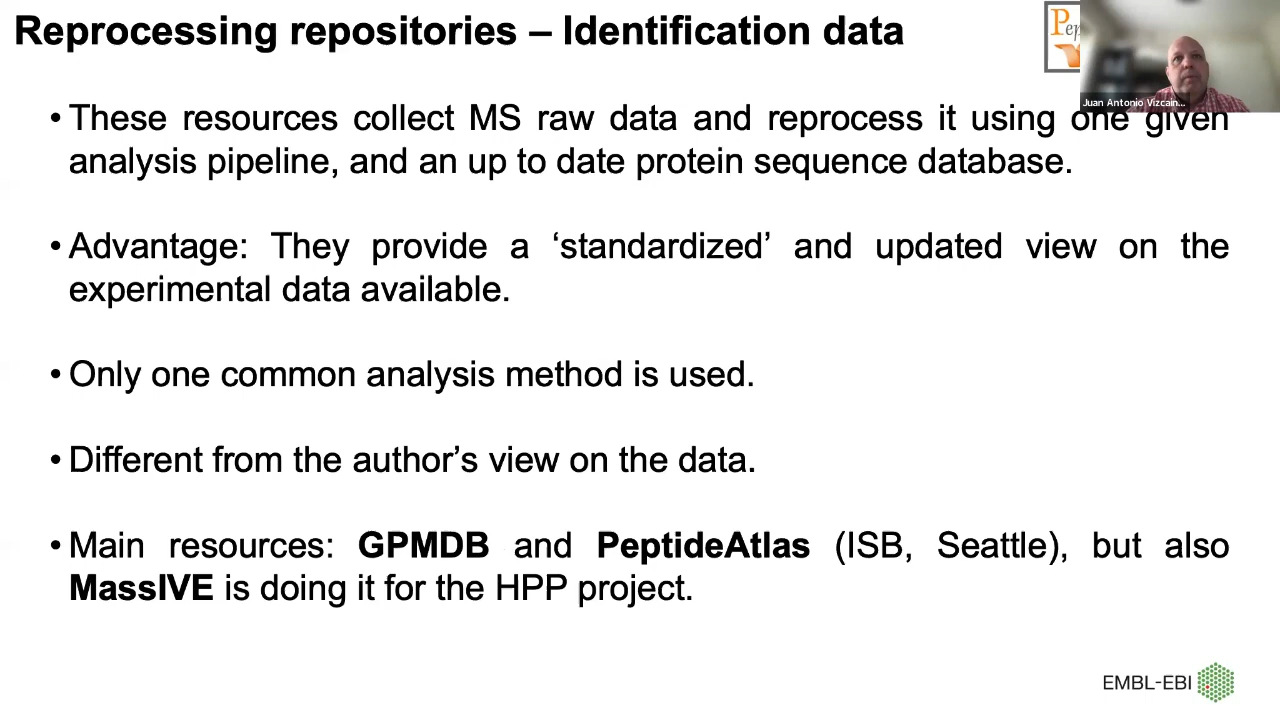 Reprocessing repositories – Identification data
Pep
Juan Antonio Vizcain...
• These resources collect MS raw data and reprocess it using one given
analysis pipeline, and an up to date protein sequence database.
• Advantage: They provide a ‘standardized’ and updated view on the
experimental data available.
• Only one common analysis method is used.
• Different from the author’s view on the data.
• Main resources: GPMDB and PeptideAtlas (ISB, Seattle), but also
MassIVE is doing it for the HPP project.
EMBL-EBI